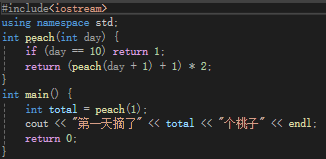 #include<iostream>
using namespace std;
int peach(int day) {
if (day == 10) return 1;
return (peach(day + 1) + 1) * 2;
}
int main() {
int total = peach(1);
cout << "第一天摘了" << total << "个桃子" << endl;
return 0;
}